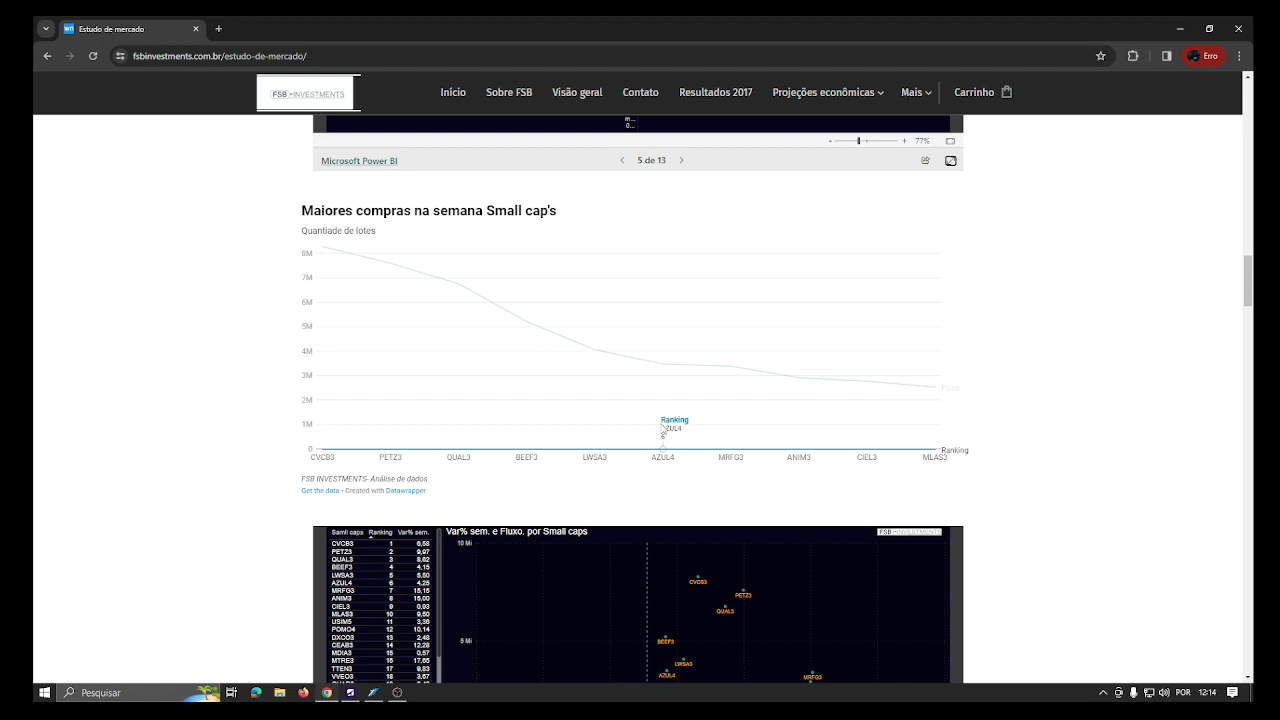 Estudo de mercado
fsbinvestments.com.br/estudo-de-mercado/
Erro
FSB INVESTMENTS
Início Sobre FSB Visão geral Contato Resultados 2017 Projeções econômicas Mais Carrinho
m...
0...
- + 77%
Microsoft Power BI
5 de 13
Maiores compras na semana Small cap's
Quantiade de lotes
8M
7M
6M
5M
4M
3M
2M
1M
0
Fluxo
Ranking
AZUL4
6
Ranking
CVCB3 PETZ3 QUAL3 BEEF3 LWSA3 AZUL4 MRFG3 ANIM3 CIEL3 MLAS3
FSB INVESTMENTS- Análise de dados
Get the data • Created with Datawrapper
Samll caps Ranking Var% sem.
CVCB3 1 6,58
PETZ3 2 9,97
QUAL3 3
BEEF3 4 4,15
LWSA3 5 5,50
AZUL4 6 4,25
MRFG3 7 15,15
ANIM3 8 15,00
CIEL3 9 0,93
MLAS3 10 9,50
USIM5 11 3,36
POMO4 12 10,14
DXCO3 13 2,48
CEAB3 14 12,28
MDIA3 15 0,57
MTRE3 16 17,65
TTEN3 17 9,83
VVEO3 18 3,67
Var% sem. e Fluxo. por Small caps
FSB INVESTMENTS
10 Mi
5 Mi
CVCB3
PETZ3
QUAL3
BEEF3
LWSA3
AZUL4
MRFG3
Pesquisar
POR 12:14